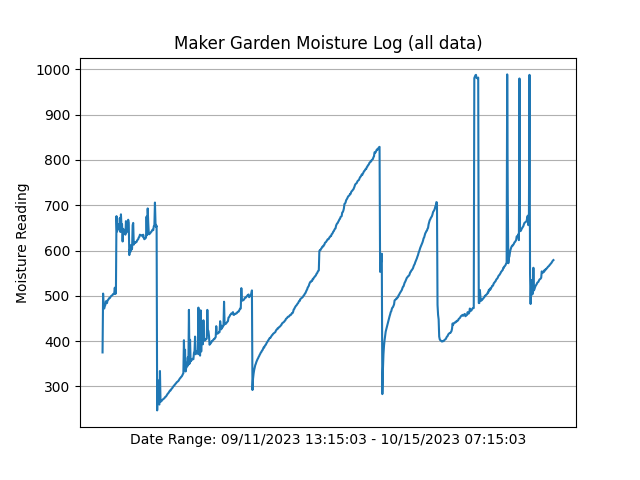 Maker Garden Moisture Log (all data)
1000
900
800
700
600
500
400
300
Moisture Reading
Date Range: 09/11/2023 13:15:03 - 10/15/2023 07:15:03